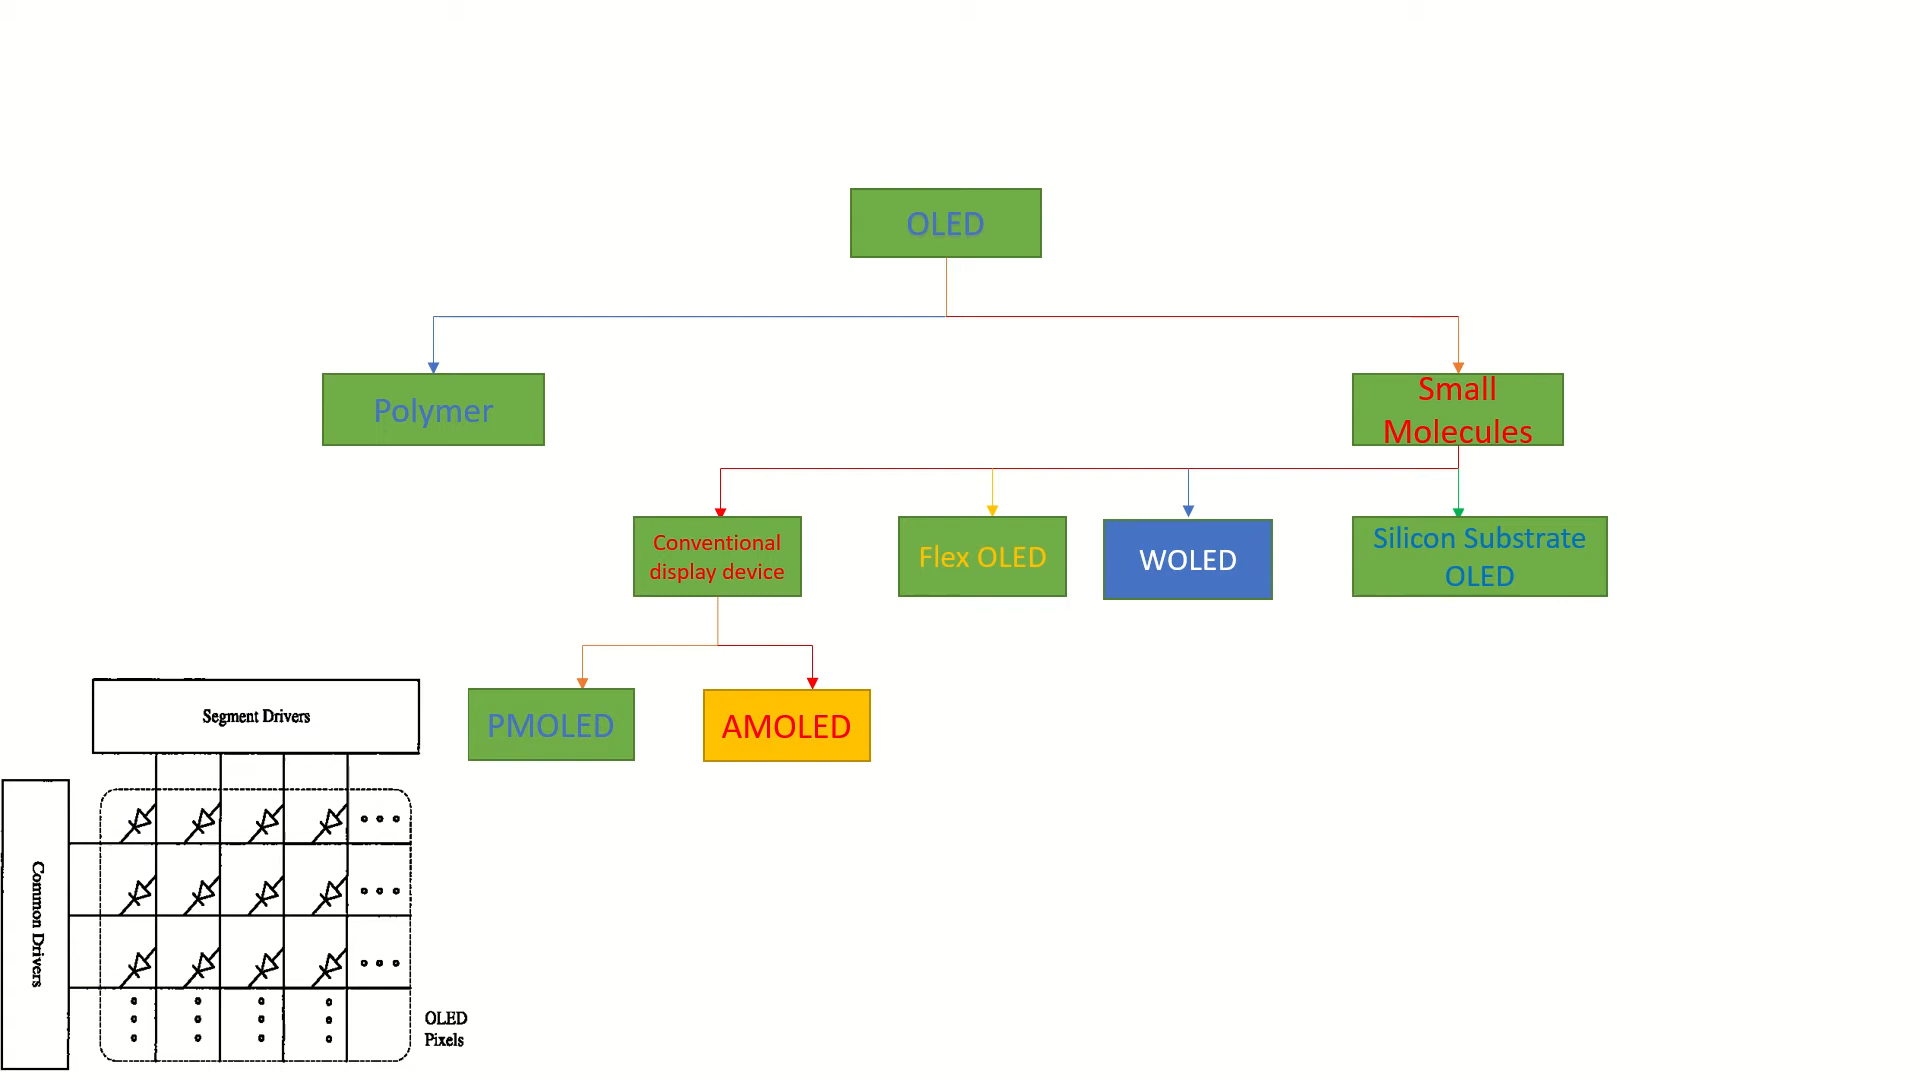 OLED
Polymer
Small
Molecules
Conventional
display device
Flex OLED
WOLED
Silicon Substrate
OLED
PMOLED
AMOLED
Segment Drivers
Common Drivers
OLED
Pixels